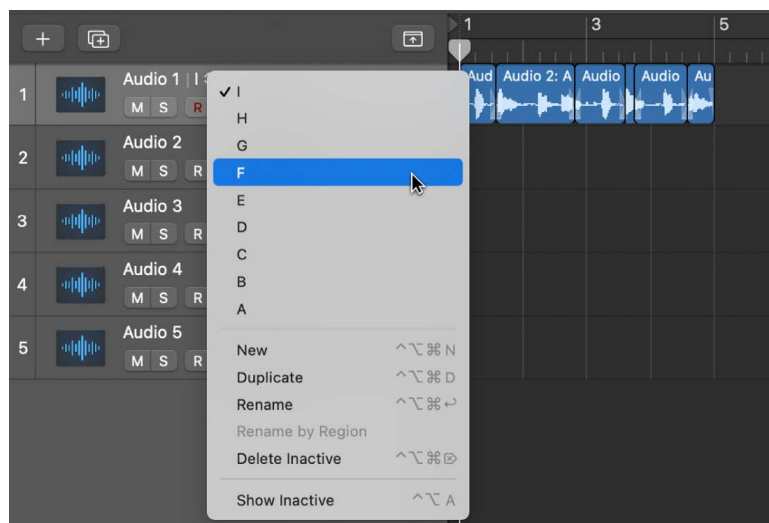 1 3 5
Aud Audio 2: A Audio Audio Au
1 Audio 1 | I
M S R
2 Audio 2
M S R
3 Audio 3
M S R
4 Audio 4
M S R
5 Audio 5
M S R
✓ I
H
G
F
E
D
C
B
A
New ^⌥⌘N
Duplicate ^⌥⌘D
Rename ^⌥⌘↩
Rename by Region
Delete Inactive ^⌥⌘⌦
Show Inactive ^⌥A